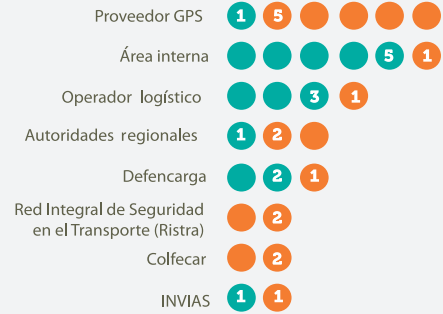 Proveedor GPS 1 5
Área interna 5 1
Operador logístico 3 1
Autoridades regionales 1 2
Defencarga 2 1
Red Integral de Seguridad
en el Transporte (Ristra) 2
Colfecar 2
INVIAS 1 1